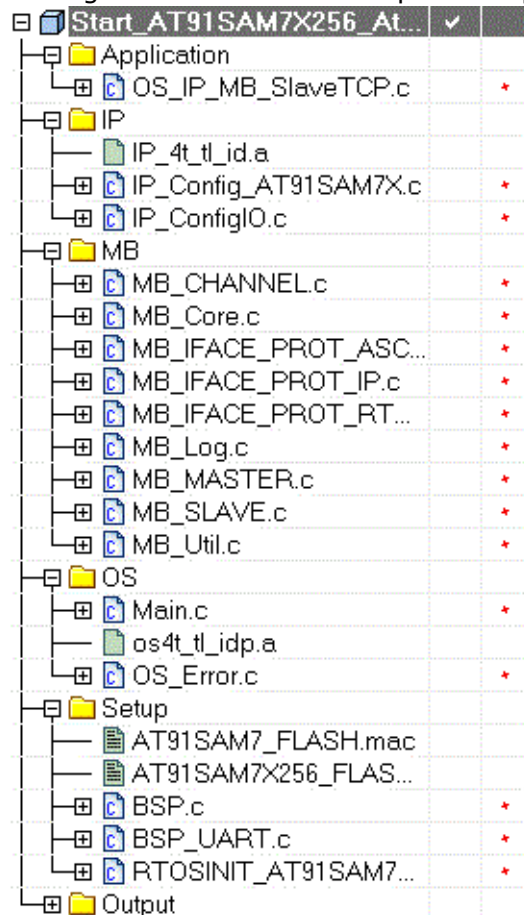 Start_AT91SAM7X256_At...
Application
OS_IP_MB_SlaveTCP.c
IP
IP_4t_tl_id.a
IP_Config_AT91SAM7X.c
IP_ConfigIO.c
MB
MB_CHANNEL.c
MB_Core.c
MB_IFACE_PROT_ASC...
MB_IFACE_PROT_IP.c
MB_IFACE_PROT_RT...
MB_Log.c
MB_MASTER.c
MB_SLAVE.c
MB_Util.c
OS
Main.c
os4t_tl_idp.a
OS_Error.c
Setup
AT91SAM7_FLASH.mac
AT91SAM7X256_FLAS...
BSP.c
BSP_UART.c
RTOSINIT_AT91SAM7...
Output